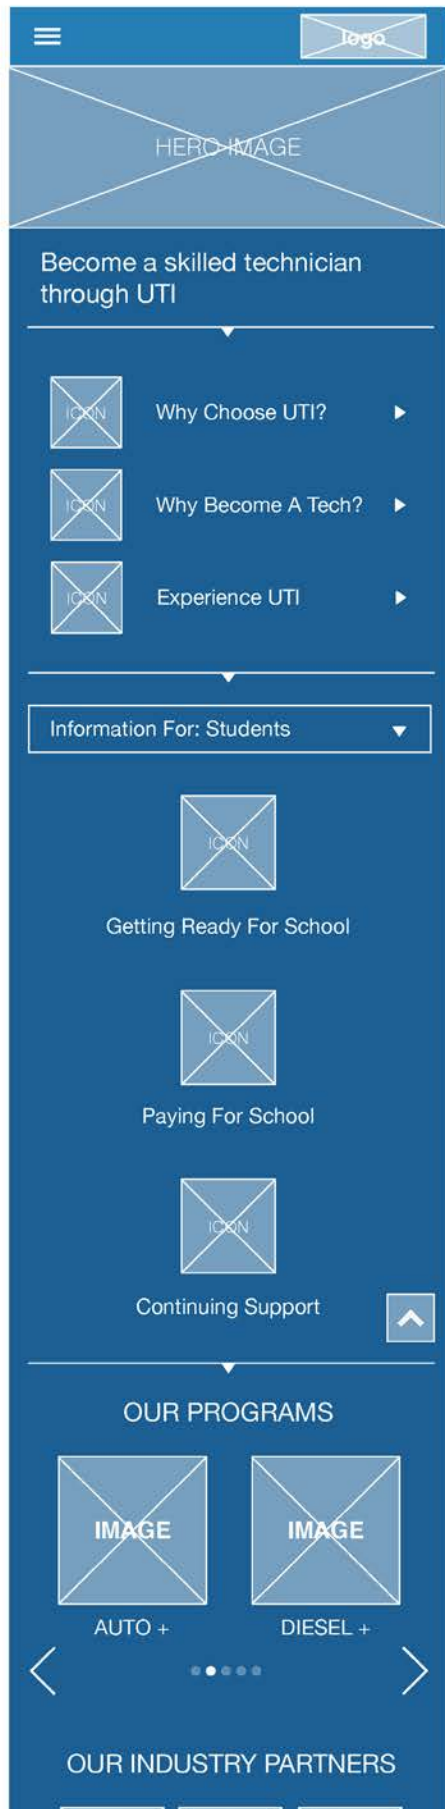 logo
HERO IMAGE
Become a skilled technician
through UTI
ICON
Why Choose UTI?
ICON
Why Become A Tech?
ICON
Experience UTI
Information For: Students
ICON
Getting Ready For School
ICON
Paying For School
ICON
Continuing Support
OUR PROGRAMS
IMAGE
IMAGE
AUTO +
DIESEL +
OUR INDUSTRY PARTNERS